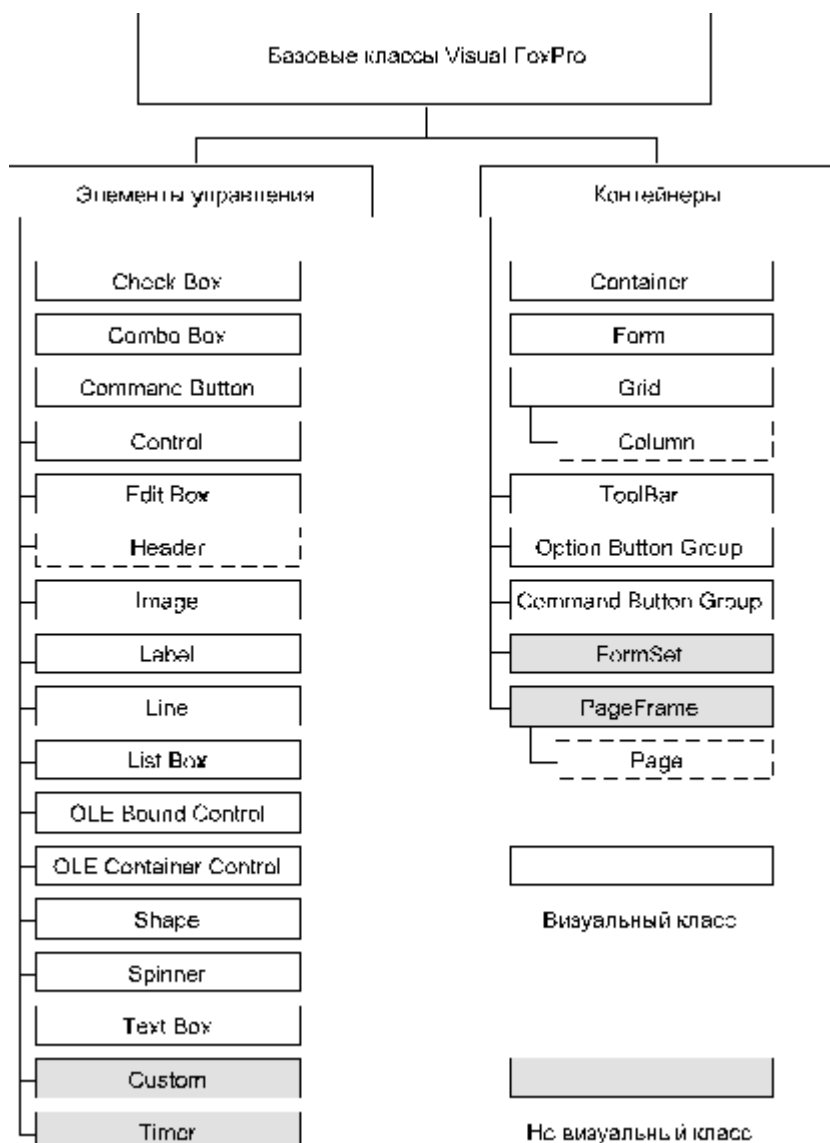 Базовые классы Visual FoxPro
Элементы управления
Check Box
Combo Box
Command Button
Control
Edit Box
Header
Image
Label
Line
List Box
OLE Bound Control
OLE Container Control
Shape
Spinner
Text Box
Custom
Timer
Контейнеры
Container
Form
Grid
Column
ToolBar
Option Button Group
Command Button Group
FormSet
PageFrame
Page
Визуальный класс
Не визуальный класс